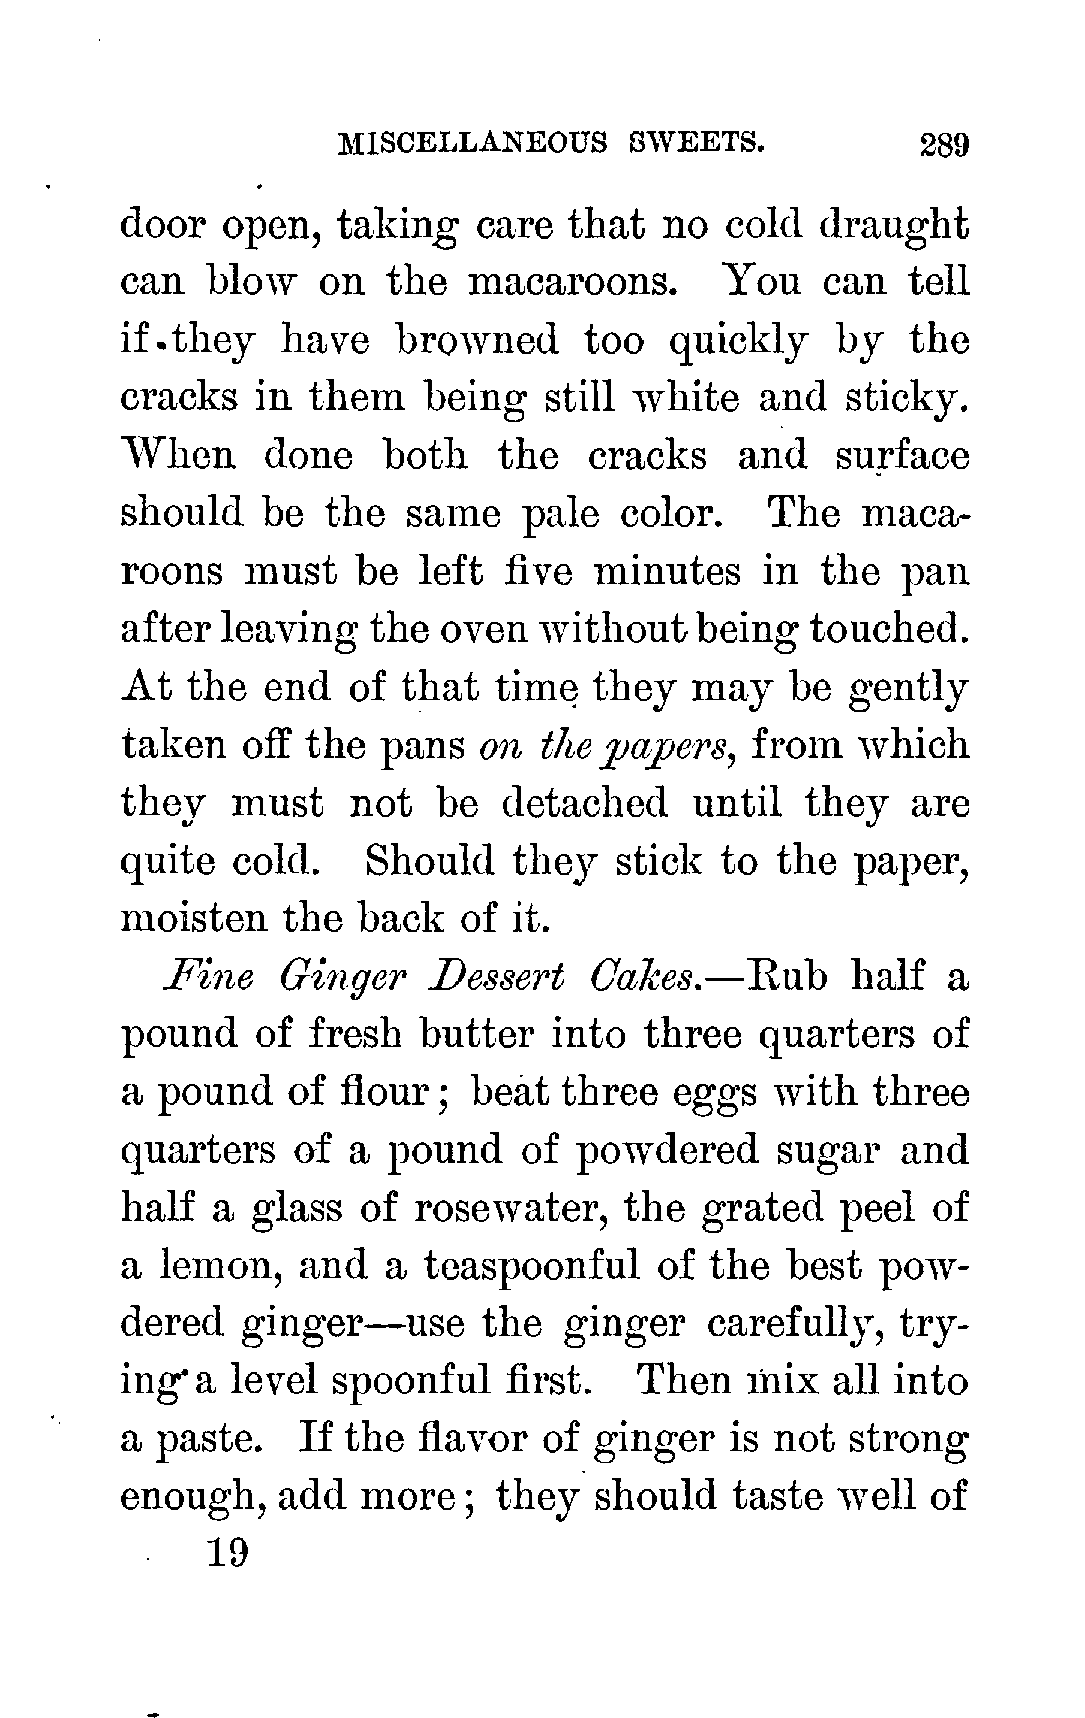 MISCELLANEOUS SWEETS. 289
door open, taking care that no cold draught
can blow on the macaroons. You can tell
if they have browned too quickly by the
cracks in them being still white and sticky.
When done both the cracks and surface
should be the same pale color. The maca-
roons must be left five minutes in the pan
after leaving the oven without being touched.
At the end of that time they may be gently
taken off the pans on the papers, from which
they must not be detached until they are
quite cold. Should they stick to the paper,
moisten the back of it.
Fine Ginger Dessert Cakes.—Rub half a
pound of fresh butter into three quarters of
a pound of flour; beat three eggs with three
quarters of a pound of powdered sugar and
half a glass of rosewater, the grated peel of
a lemon, and a teaspoonful of the best pow-
dered ginger—use the ginger carefully, try-
ing a level spoonful first. Then mix all into
a paste. If the flavor of ginger is not strong
enough, add more; they should taste well of
19